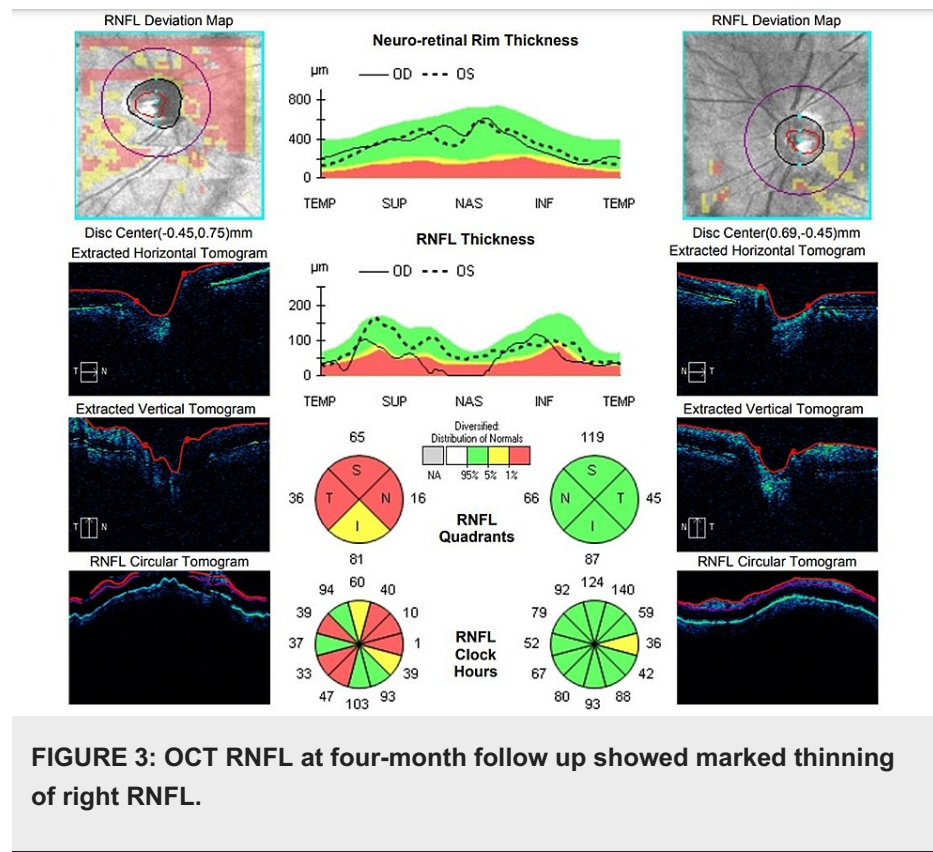 RNFL Deviation Map
Disc Center(-0.45,0.75)mm
Extracted Horizontal Tomogram
T N
Extracted Vertical Tomogram
T N
RNFL Circular Tomogram
Neuro-retinal Rim Thickness
μm OD OS
800
400
0
TEMP SUP NAS INF TEMP
RNFL Thickness
μm OD OS
200
100
0
TEMP SUP NAS INF TEMP
Diversified:
Distribution of Normals
NA 95% 5% 1%
65
S
36 T N 16
I
81
RNFL
Quadrants
119
S
66 N T 45
I
87
60
94 40
39 10
37 1
33 39
47 93
103
RNFL
Clock
Hours
124
92 140
79 59
52 36
67 42
80 88
93
RNFL Deviation Map
Disc Center(0.69,-0.45)mm
Extracted Horizontal Tomogram
N T
Extracted Vertical Tomogram
N T
RNFL Circular Tomogram
FIGURE 3: OCT RNFL at four-month follow up showed marked thinning
of right RNFL.